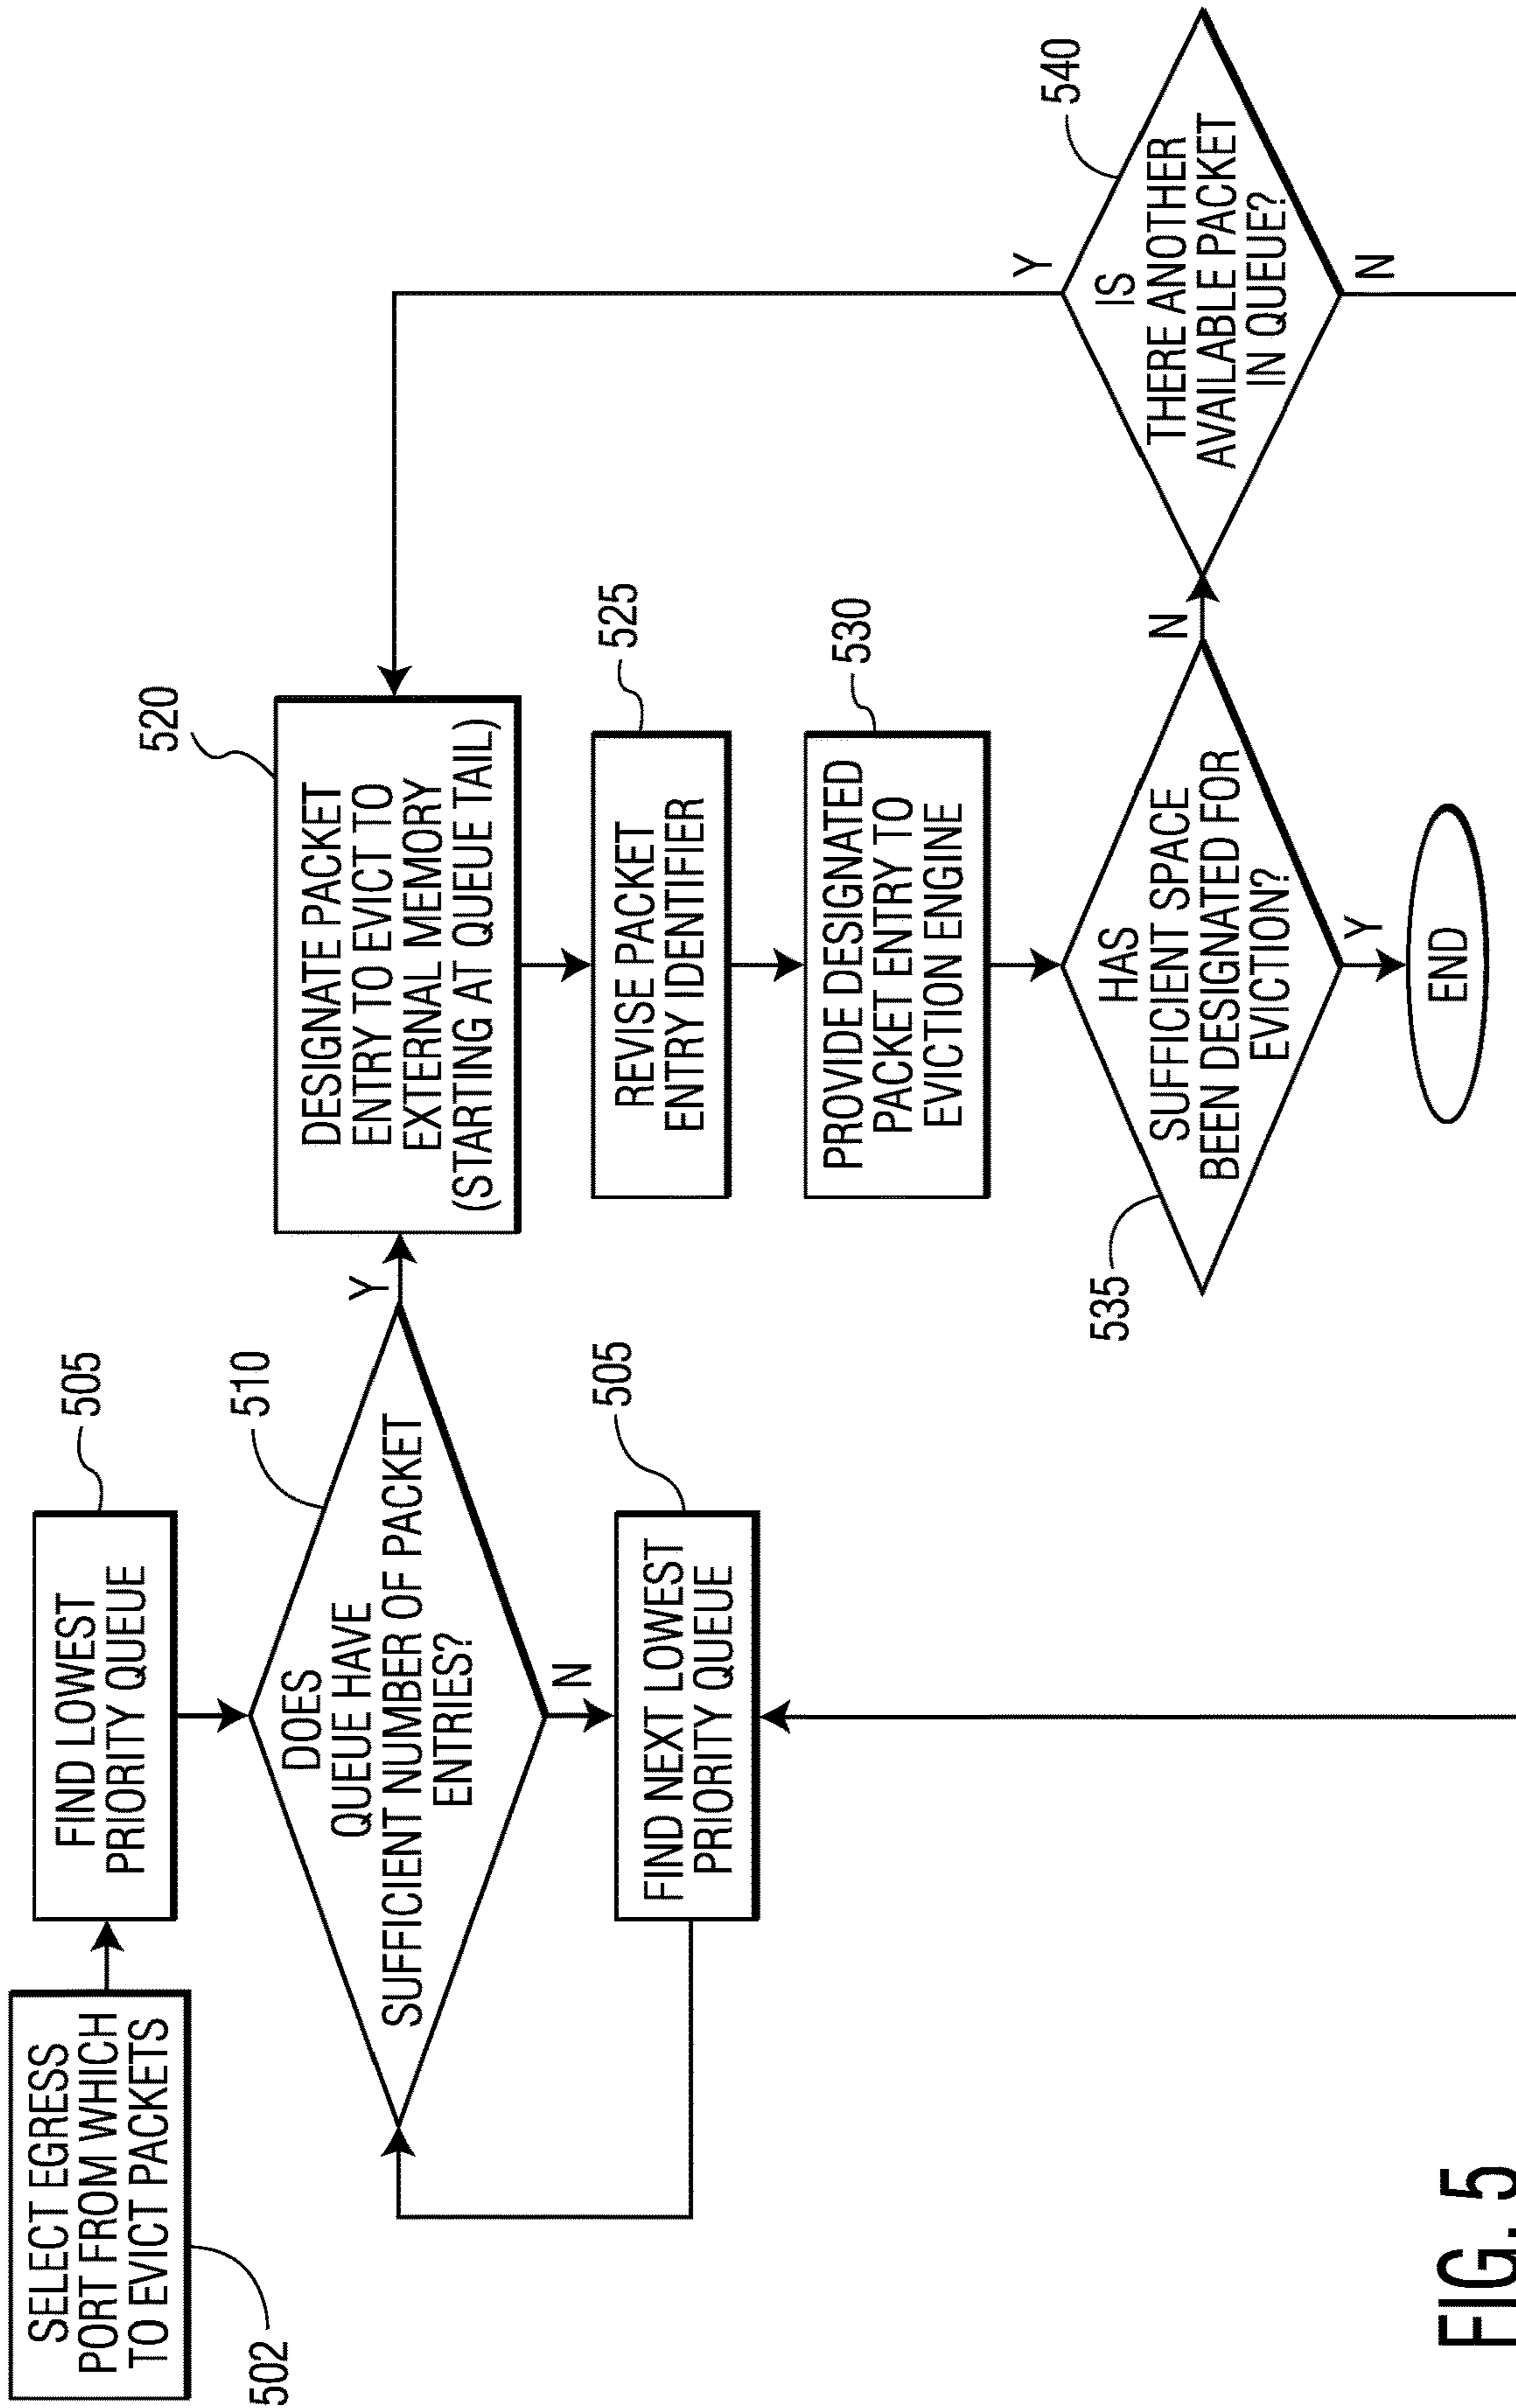 SELECT EGRESS
PORT FROM WHICH
TO EVICT PACKETS
502
FIND LOWEST
PRIORITY QUEUE
505
DOES
QUEUE HAVE
SUFFICIENT NUMBER OF PACKET
ENTRIES?
510
Y
N
FIND NEXT LOWEST
PRIORITY QUEUE
505
DESIGNATE PACKET
ENTRY TO EVICT TO
EXTERNAL MEMORY
(STARTING AT QUEUE TAIL)
520
REVISE PACKET
ENTRY IDENTIFIER
525
PROVIDE DESIGNATED
PACKET ENTRY TO
EVICTION ENGINE
530
HAS
SUFFICIENT SPACE
BEEN DESIGNATED FOR
EVICTION?
535
N
Y
END
IS
THERE ANOTHER
AVAILABLE PACKET
IN QUEUE?
540
Y
N
FIG. 5